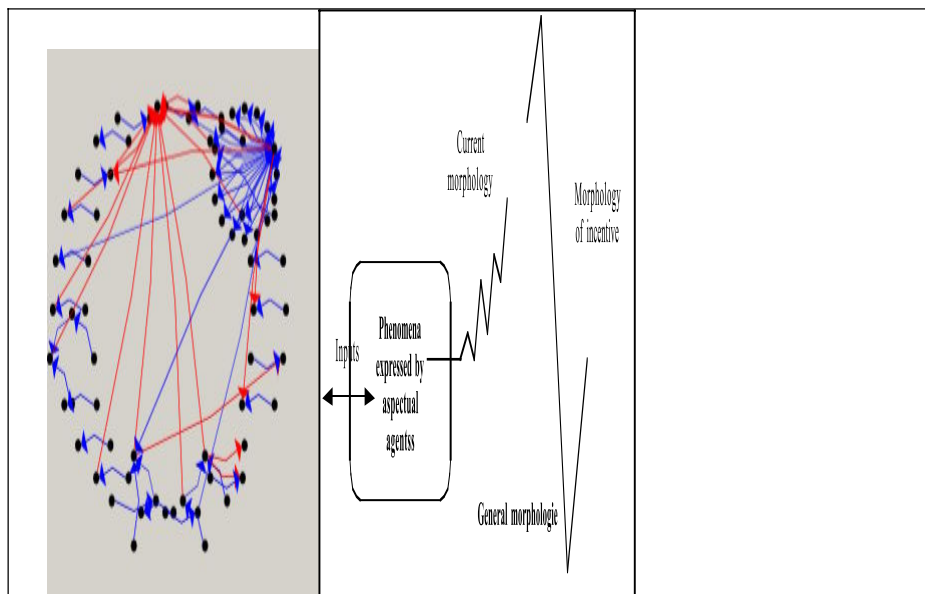 Current
morphology
Morphology
of incentive
Inputs
Phenomena
expressed by
aspectual
agentss
General morphologie